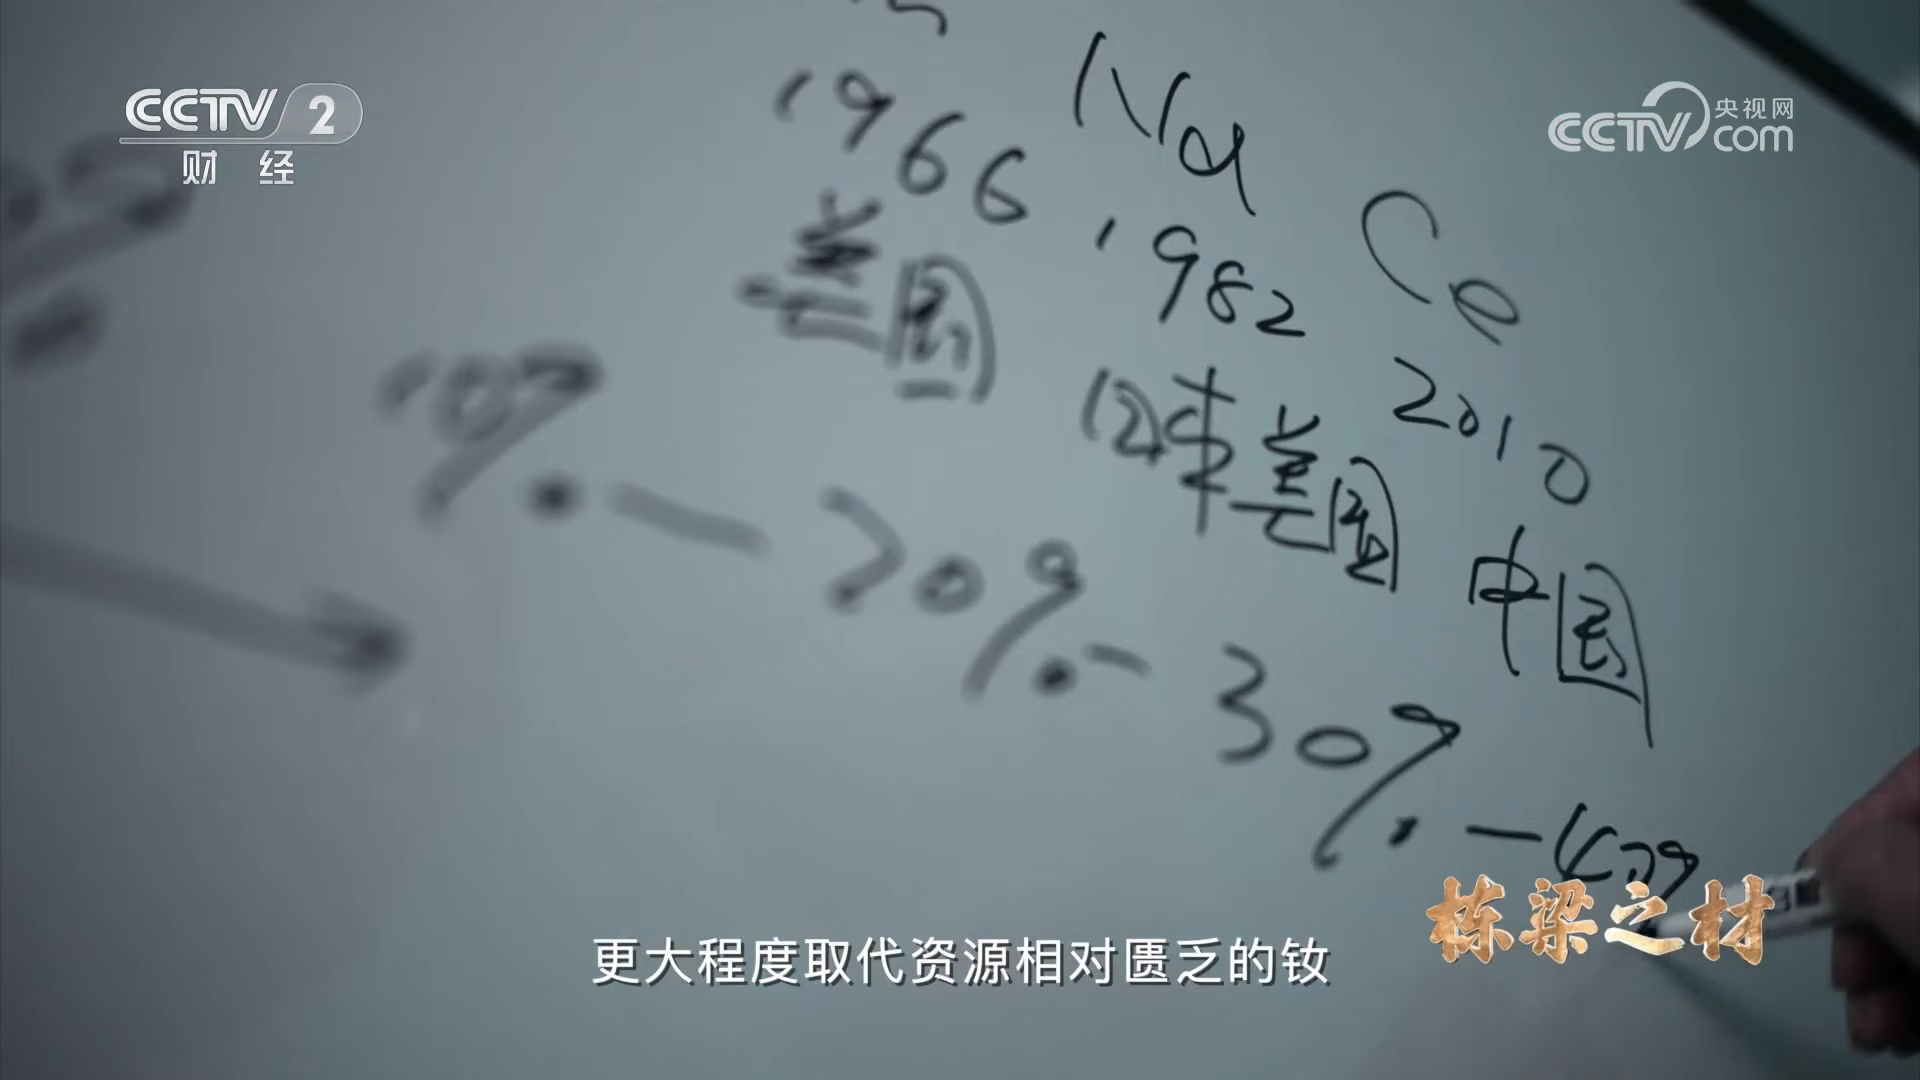 CCTV 2
财 经
央视网
CCTV.com
Nd
Ce
1966
1982
2010
美国
日本美国
中国
10%. — 20%. — 30%. — 40%
栋梁之材
更大程度取代资源相对匮乏的钕